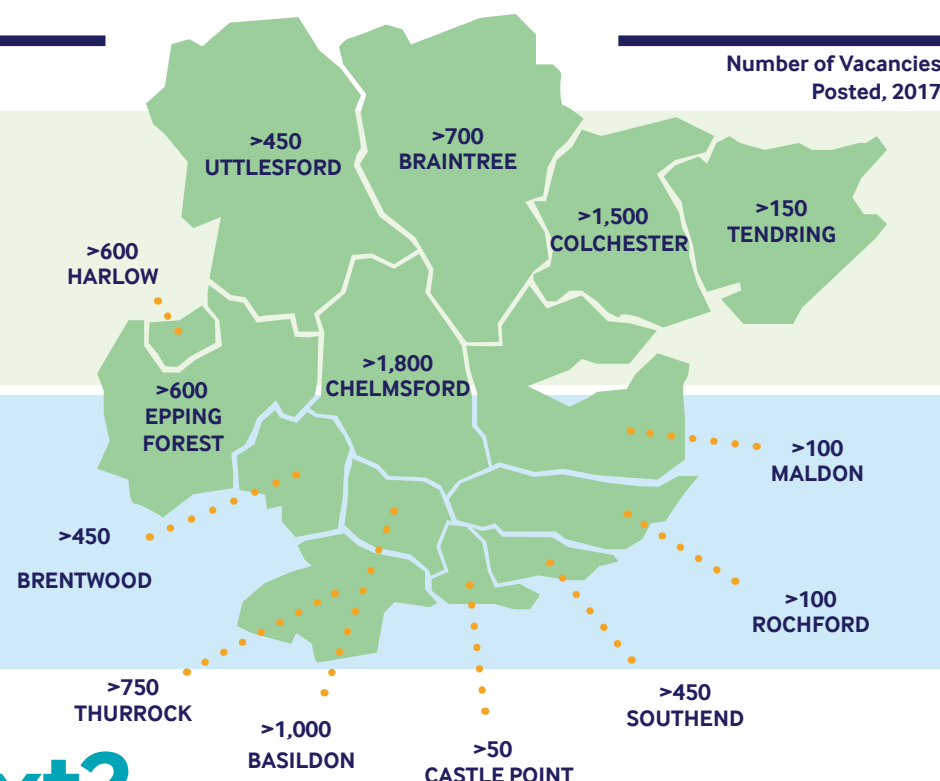 Number of Vacancies
Posted, 2017
>450
UTTLESFORD
>700
BRAINTREE
>1,500
COLCHESTER
>150
TENDRING
>600
HARLOW
>1,800
CHELMSFORD
>600
EPPING
FOREST
>100
MALDON
>450
BRENTWOOD
>100
ROCHFORD
>750
THURROCK
>450
SOUTHEND
>1,000
BASILDON
>50
CASTLE POINT